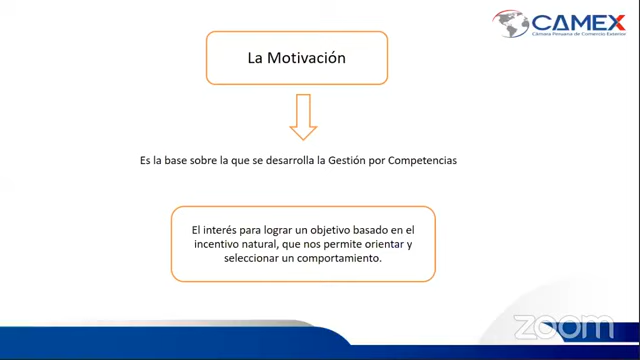 CAMEX
Cámara Peruana de Comercio Exterior
La Motivación
Es la base sobre la que se desarrolla la Gestión por Competencias
El interés para lograr un objetivo basado en el
incentivo natural, que nos permite orientar y
seleccionar un comportamiento.
zoom